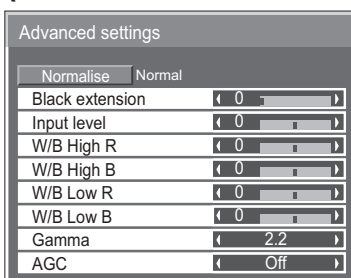 Advanced settings
Normalise Normal
Black extension 0
Input level 0
W/B High R 0
W/B High B 0
W/B Low R 0
W/B Low B 0
Gamma 2.2
AGC Off